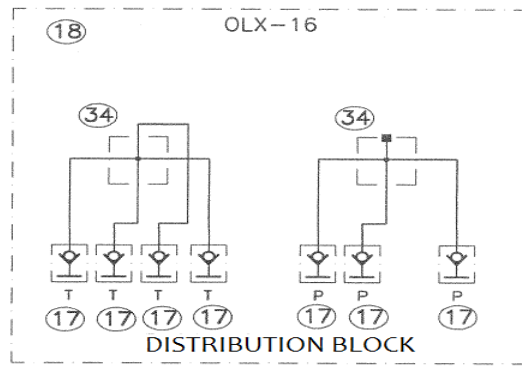 18 OLX-16
34 34
T T T T P P P
17 17 17 17 17 17 17
DISTRIBUTION BLOCK